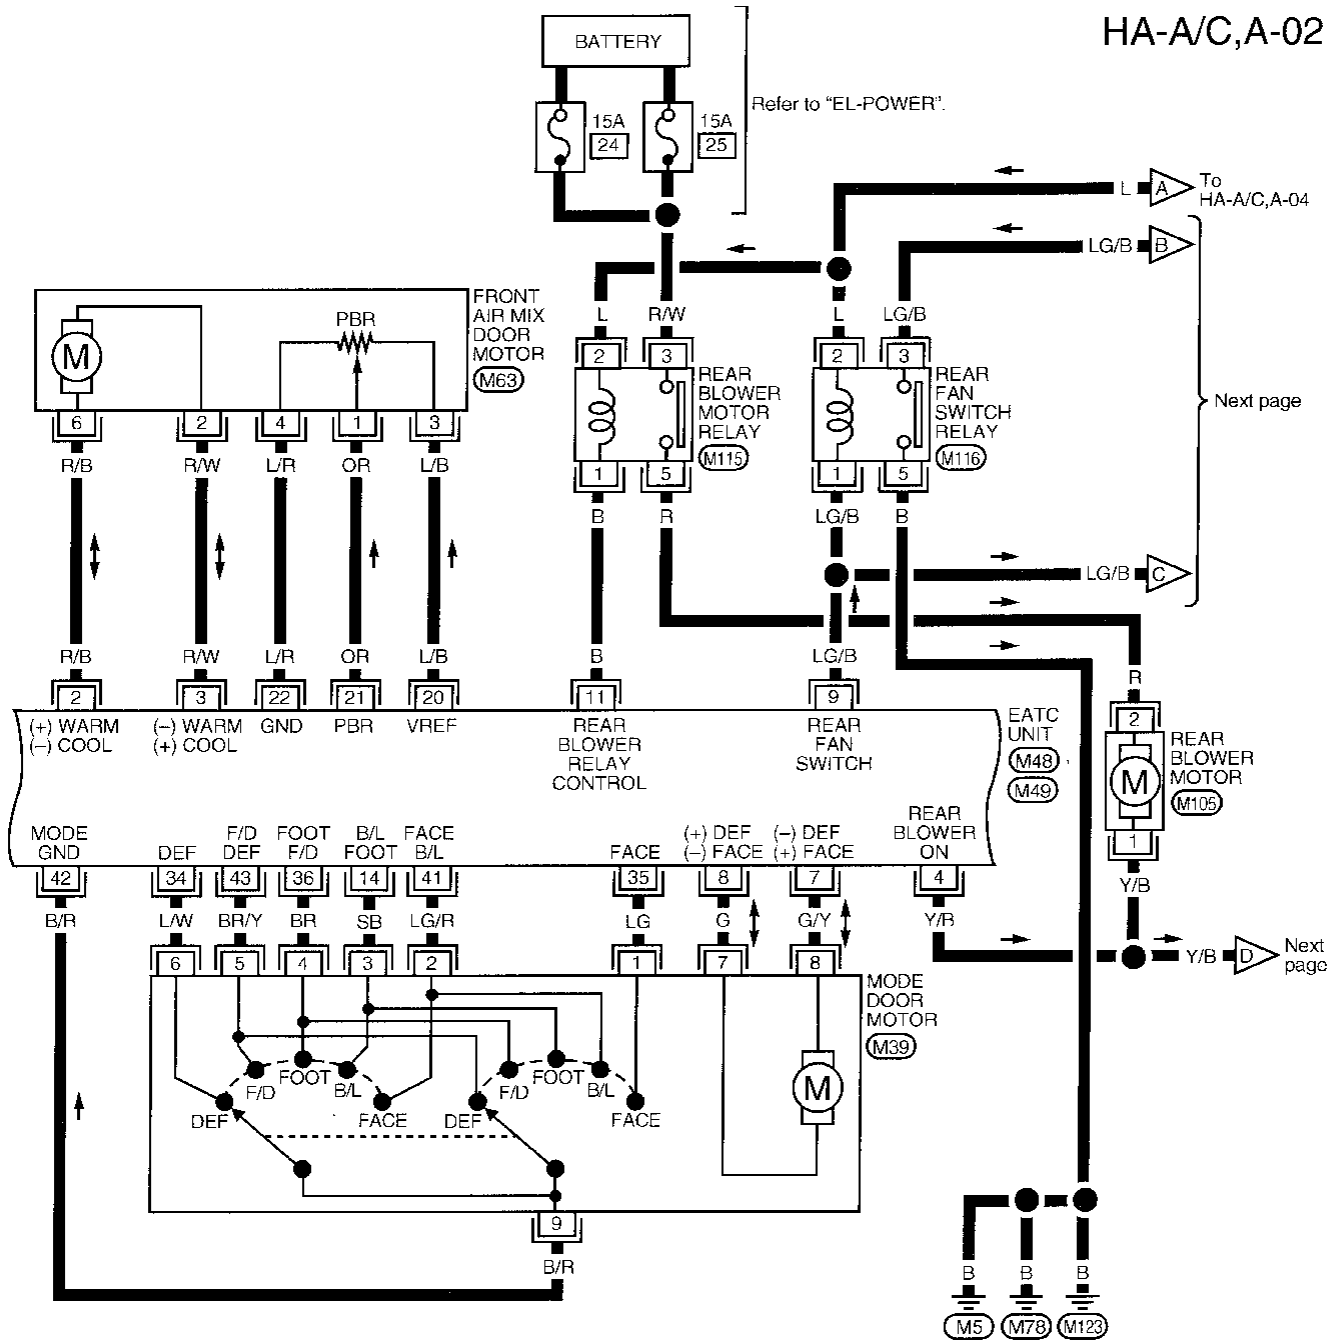 HA-A/C,A-02
BATTERY
Refer to "EL-POWER".
15A
24
15A
25
L
A
To
HA-A/C,A-04
LG/B
B
L
R/W
L
LG/B
FRONT
AIR MIX
DOOR
MOTOR
M63
M
PBR
2
3
2
3
REAR
BLOWER
MOTOR
RELAY
M115
REAR
FAN
SWITCH
RELAY
M116
Next page
6
2
4
1
3
R/B
R/W
L/R
OR
L/B
1
5
1
5
B
R
LG/B
B
LG/B
C
R/B
R/W
L/R
OR
L/B
B
LG/B
R
2
3
22
21
20
11
9
2
(+) WARM
(–) COOL
(–) WARM
(+) COOL
GND
PBR
VREF
REAR
BLOWER
RELAY
CONTROL
REAR
FAN
SWITCH
EATC
UNIT
M48 ,
M49
M
REAR
BLOWER
MOTOR
M105
1
MODE
GND
DEF
F/D
DEF
FOOT
F/D
B/L
FOOT
FACE
B/L
FACE
(+) DEF
(–) FACE
(–) DEF
(+) FACE
REAR
BLOWER
ON
42
34
43
36
14
41
35
8
7
4
Y/B
B/R
L/W
BR/Y
BR
SB
LG/R
LG
G
G/Y
Y/B
Y/B
D
Next
page
6
5
4
3
2
1
7
8
MODE
DOOR
MOTOR
M39
M
DEF
F/D
FOOT
B/L
FACE
DEF
F/D
FOOT
B/L
FACE
9
B/R
B
B
B
M5
M78
M123